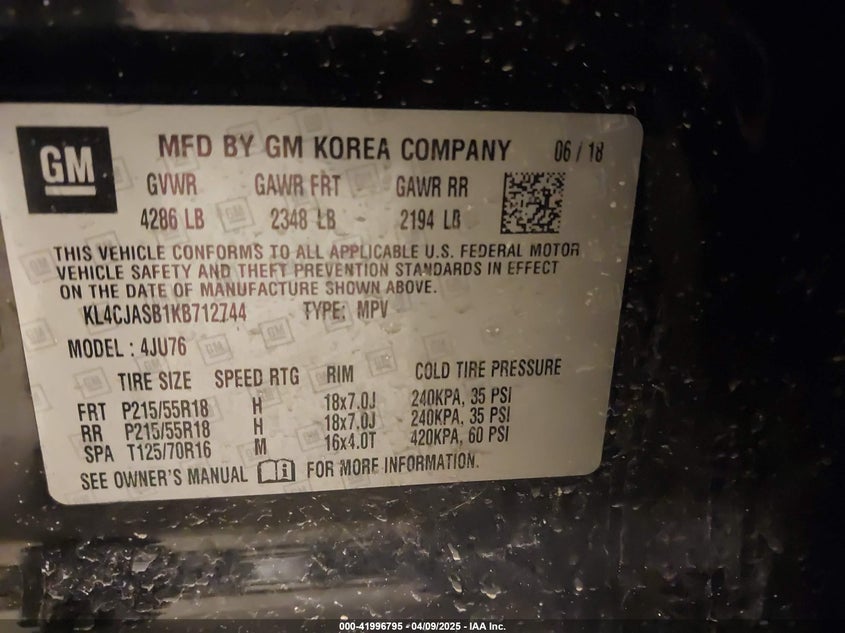 GM
MFD BY GM KOREA COMPANY 06 / 18
GVWR GAWR FRT GAWR RR
4286 LB 2348 LB 2194 LB
THIS VEHICLE CONFORMS TO ALL APPLICABLE U.S. FEDERAL MOTOR
VEHICLE SAFETY AND THEFT PREVENTION STANDARDS IN EFFECT
ON THE DATE OF MANUFACTURE SHOWN ABOVE.
KL4CJASB1KB712744 TYPE: MPV
MODEL : 4JU76
TIRE SIZE SPEED RTG RIM COLD TIRE PRESSURE
FRT P215/55R18 H 18x7.0J 240KPA, 35 PSI
RR P215/55R18 H 18x7.0J 240KPA, 35 PSI
SPA T125/70R16 M 16x4.0T 420KPA, 60 PSI
SEE OWNER'S MANUAL FOR MORE INFORMATION.
000-41996795 - 04/09/2025 - IAA Inc.